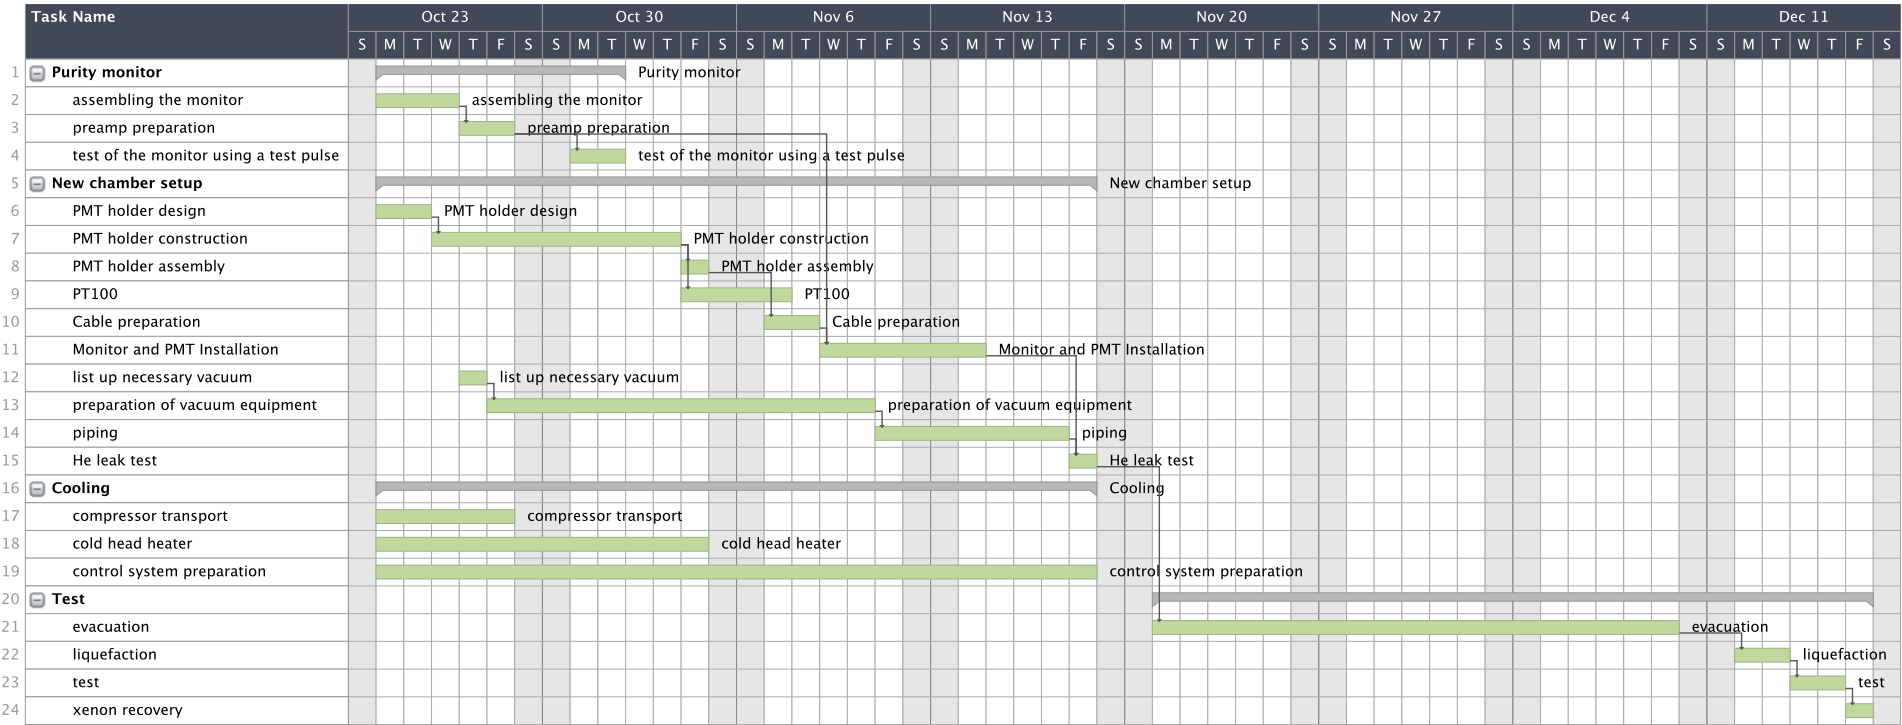 Task Name Oct 23 Oct 30 Nov 6 Nov 13 Nov 20 Nov 27 Dec 4 Dec 11
S M T W T F S S M T W T F S S M T W T F S S M T W T F S S M T W T F S S M T W T F S S M T W T F S S M T W T F S
1 Purity monitor Purity monitor
2 assembling the monitor assembling the monitor
3 preamp preparation preamp preparation
4 test of the monitor using a test pulse test of the monitor using a test pulse
5 New chamber setup New chamber setup
6 PMT holder design PMT holder design
7 PMT holder construction PMT holder construction
8 PMT holder assembly PMT holder assembly
9 PT100 PT100
10 Cable preparation Cable preparation
11 Monitor and PMT Installation Monitor and PMT Installation
12 list up necessary vacuum list up necessary vacuum
13 preparation of vacuum equipment preparation of vacuum equipment
14 piping piping
15 He leak test He leak test
16 Cooling Cooling
17 compressor transport compressor transport
18 cold head heater cold head heater
19 control system preparation control system preparation
20 Test
21 evacuation evacuation
22 liquefaction liquefaction
23 test test
24 xenon recovery